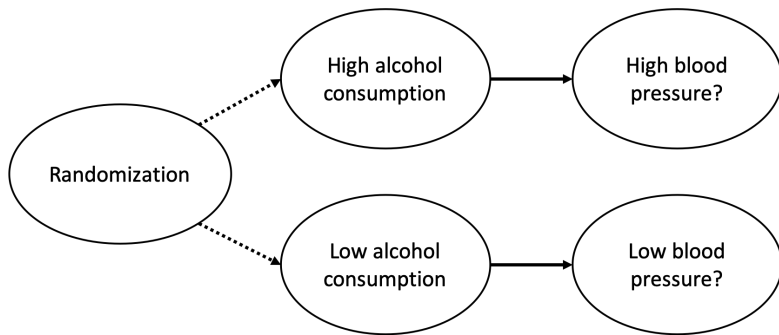 High alcohol
consumption
High blood
pressure?
Randomization
Low alcohol
consumption
Low blood
pressure?